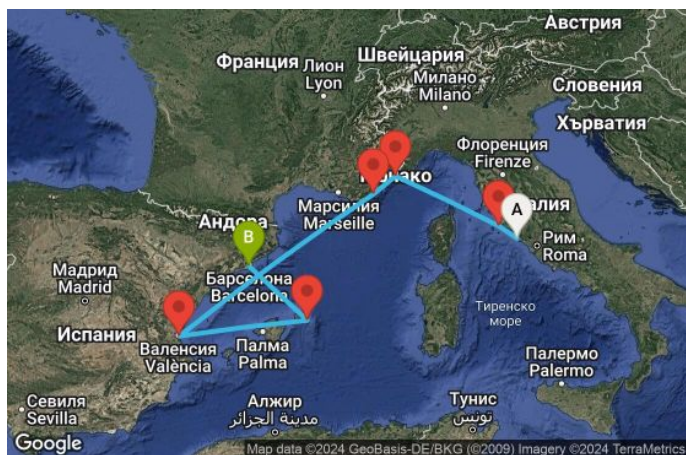 Австрия
Франция
Лион
Lyon
Швейцария
Милано
Milano
Словения
Хърватия
Флоренция
Firenze
Марсилия
Marseille
A
Рим
Roma
Андора
B
Барселона
Barcelona
Мадрид
Madrid
Испания
Валенсия
València
Палма
Palma
Тиренско
море
Палермо
Palermo
Севиля
Sevilla
Алжир
مدينة الجزائر
Тунис
تونس
Google
Map data ©2024 GeoBasis-DE/BKG (©2009) Imagery ©2024 TerraMetrics